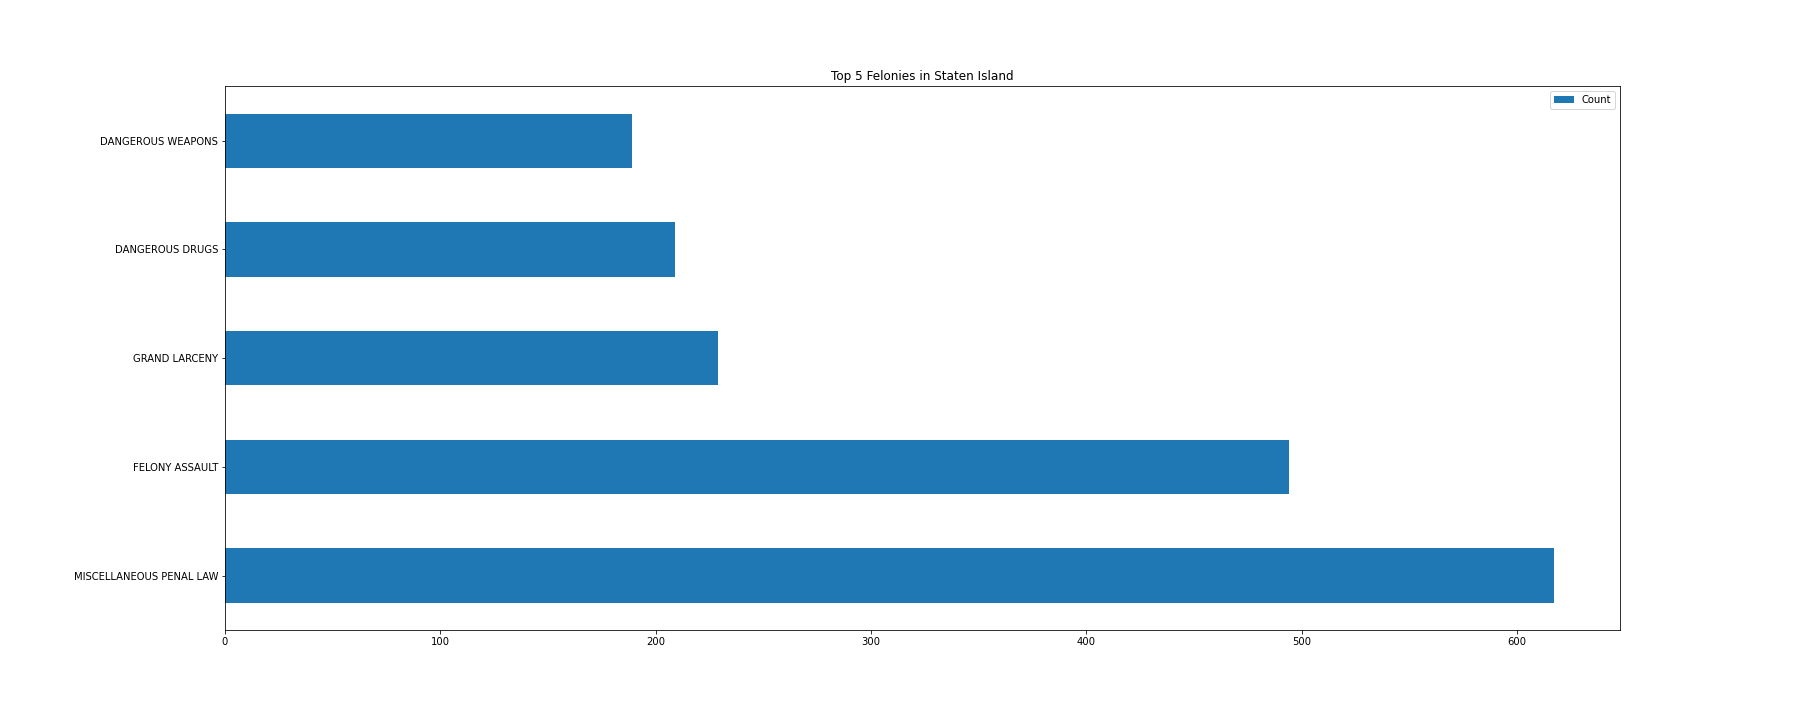 Top 5 Felonies in Staten Island
Count
DANGEROUS WEAPONS
DANGEROUS DRUGS
GRAND LARCENY
FELONY ASSAULT
MISCELLANEOUS PENAL LAW
0 100 200 300 400 500 600